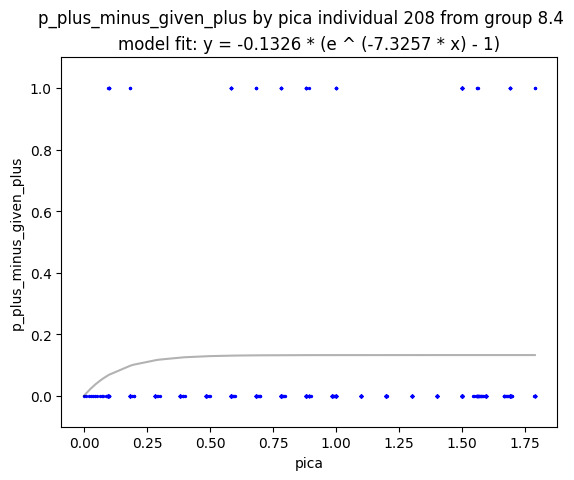 p_plus_minus_given_plus by pica individual 208 from group 8.4
model fit: y = -0.1326 * (e ^ (-7.3257 * x) - 1)
1.0
0.8
0.6
0.4
0.2
0.0
p_plus_minus_given_plus
0.00 0.25 0.50 0.75 1.00 1.25 1.50 1.75
pica